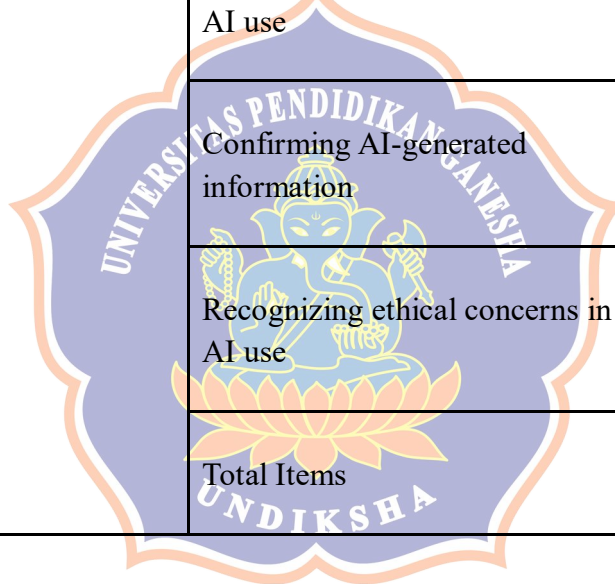 AI use
UNIVERSITAS PENDIDIKAN GANESHA
Confirming AI-generated
information
Recognizing ethical concerns in
AI use
Total Items
UNDIKSHA